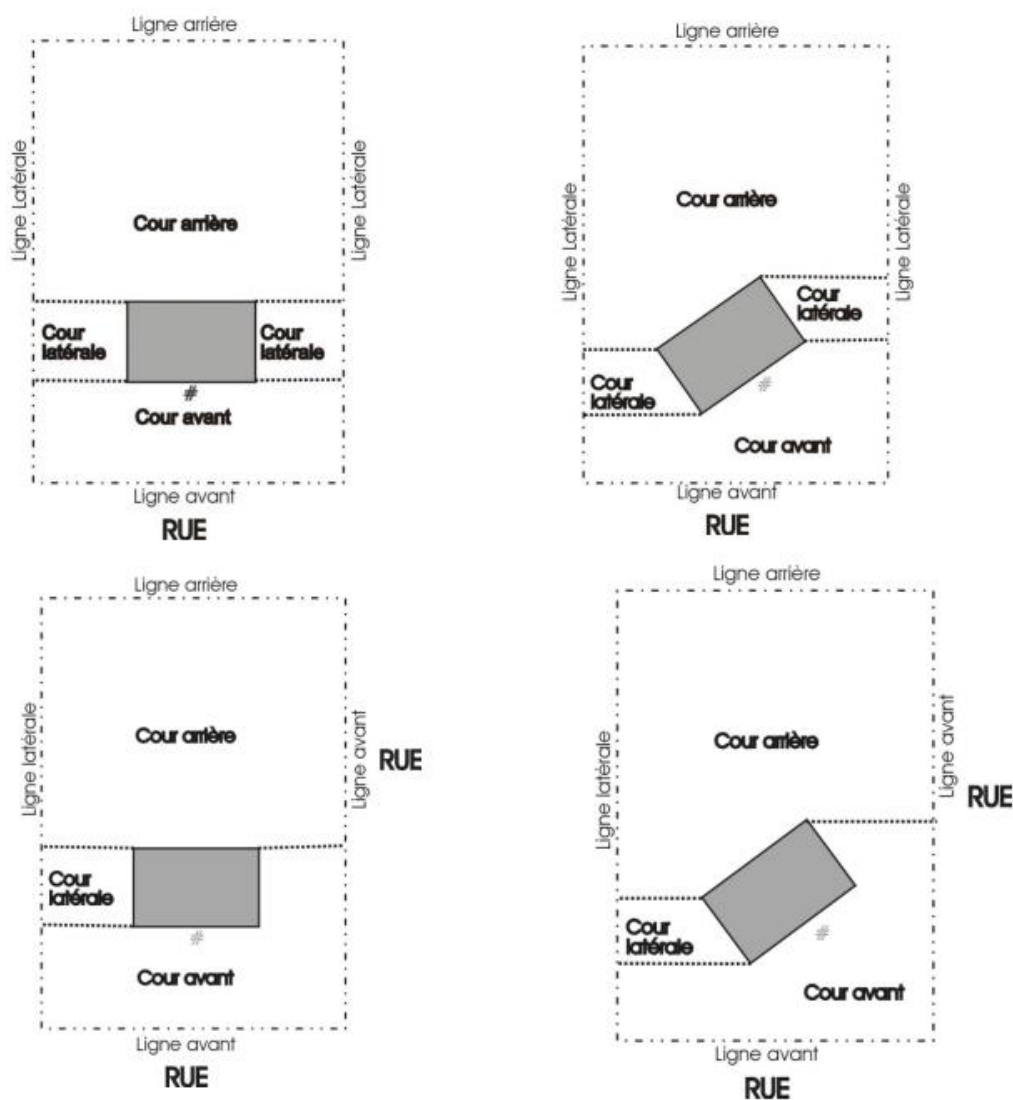 Ligne arrière
Ligne Latérale
Ligne Latérale
Cour arrière
Cour
latérale
Cour
latérale
#
Cour avant
Ligne avant
RUE
Ligne arrière
Ligne Latérale
Ligne Latérale
Cour arrière
Cour
latérale
Cour
latérale
#
Cour avant
Ligne avant
RUE
Ligne arrière
Ligne latérale
Cour arrière
Ligne avant
RUE
Cour
latérale
#
Cour avant
Ligne avant
RUE
Ligne arrière
Ligne latérale
Cour arrière
Ligne avant
RUE
Cour
latérale
#
Cour avant
Ligne avant
RUE